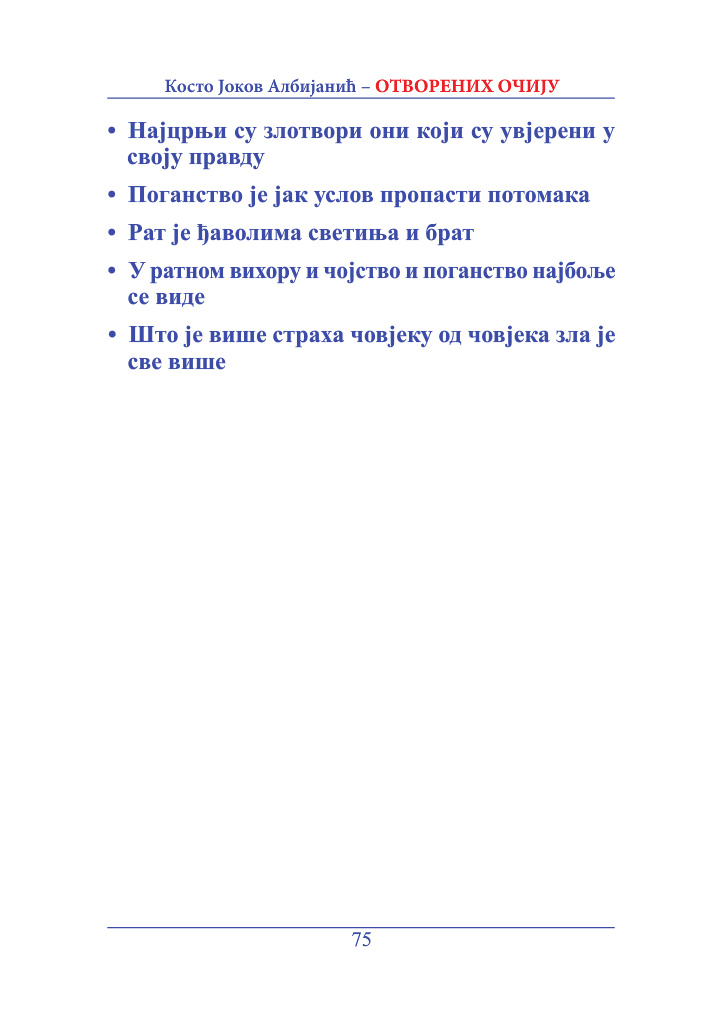 Косто Јоков Албијанић – ОТВОРЕНИХ ОЧИЈУ
• Најцрњи су злотвори они који су увјерени у
своју правду
• Поганство је јак услов пропасти потомака
• Рат је ђаволима светиња и брат
• У ратном вихору и чојство и поганство најбоље
се виде
• Што је више страха човјеку од човјека зла је
све више
75